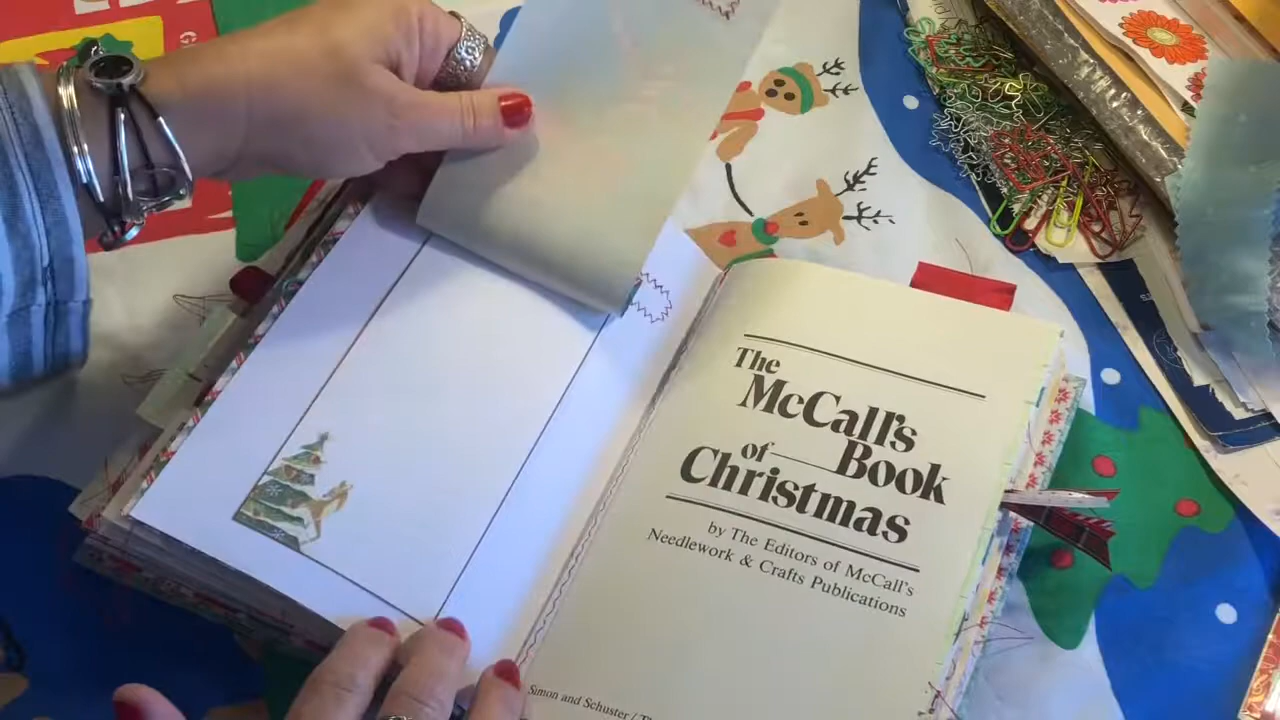 The
McCall's
Book
of
Christmas
by The Editors of McCall's
Needlework & Crafts Publications
Simon and Schuster